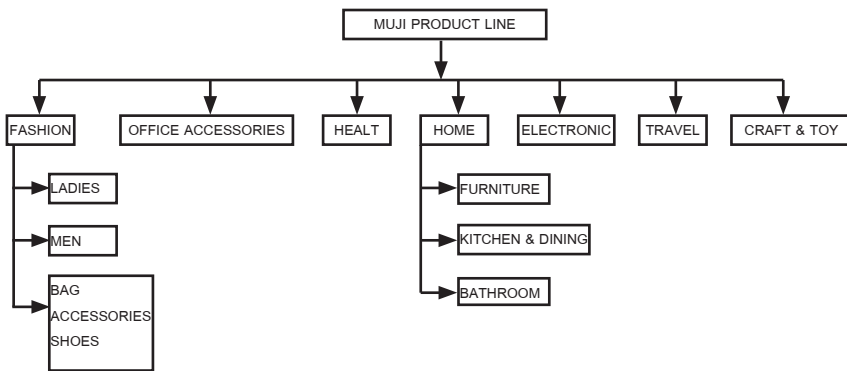 MUJI PRODUCT LINE
FASHION
OFFICE ACCESSORIES
HEALT
HOME
ELECTRONIC
TRAVEL
CRAFT & TOY
LADIES
MEN
BAG
ACCESSORIES
SHOES
FURNITURE
KITCHEN & DINING
BATHROOM